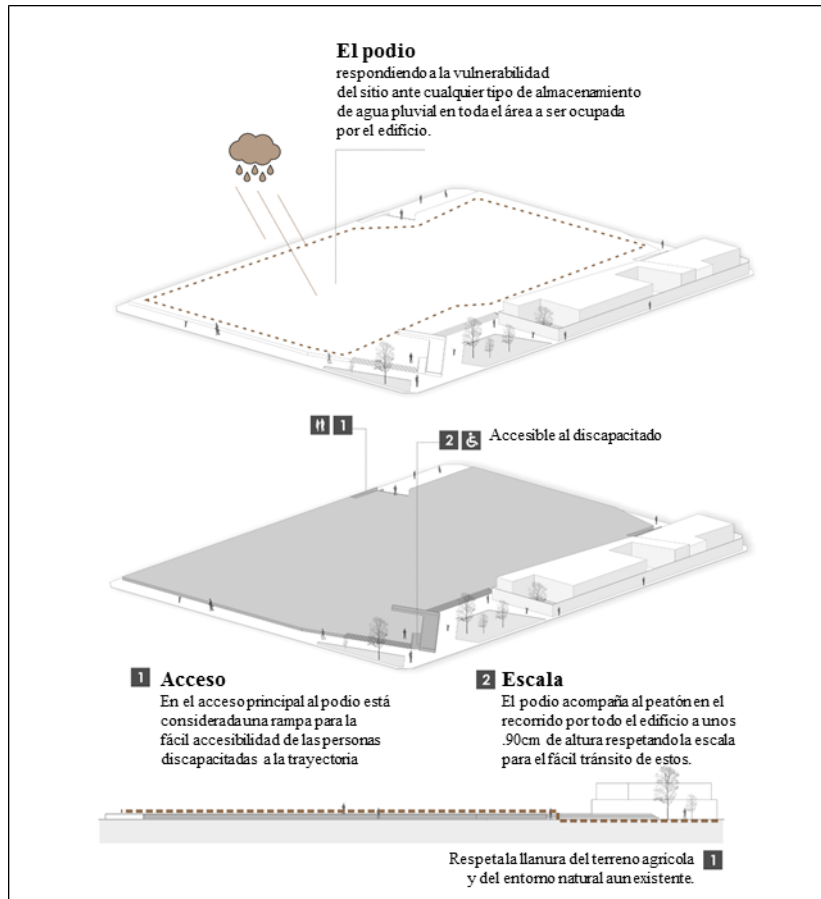 El podio
respondiendo a la vulnerabilidad
del sitio ante cualquier tipo de almacenamiento
de agua pluvial en toda el área a ser ocupada
por el edificio.
1
2 Accesible al discapacitado
1 Acceso
En el acceso principal al podio está
considerada una rampa para la
fácil accesibilidad de las personas
discapacitadas a la trayectoria
2 Escala
El podio acompaña al peatón en el
recorrido por todo el edificio a unos
.90cm de altura respetando la escala
para el fácil tránsito de estos.
Respeta la llanura del terreno agrícola 1
y del entorno natural aun existente.